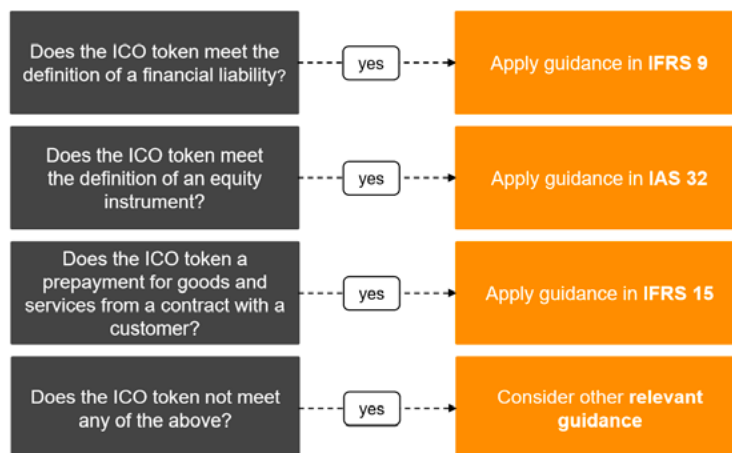 Does the ICO token meet the
definition of a financial liability?
yes
Apply guidance in IFRS 9
Does the ICO token meet
the definition of an equity
instrument?
yes
Apply guidance in IAS 32
Does the ICO token a
prepayment for goods and
services from a contract with a
customer?
yes
Apply guidance in IFRS 15
Does the ICO token not meet
any of the above?
yes
Consider other relevant
guidance